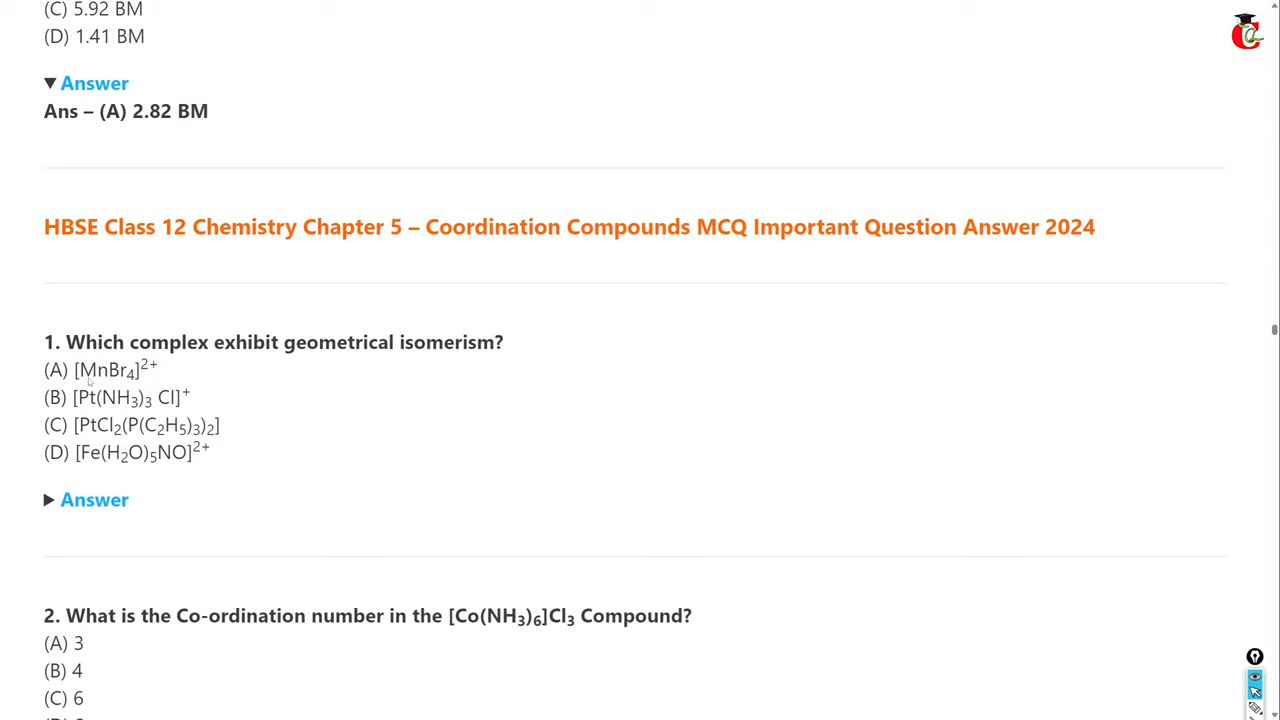 (C) 5.92 BM
(D) 1.41 BM
▼ Answer
Ans – (A) 2.82 BM
HBSE Class 12 Chemistry Chapter 5 – Coordination Compounds MCQ Important Question Answer 2024
1. Which complex exhibit geometrical isomerism?
(A) [MnBr₄]²⁺
(B) [Pt(NH₃)₃ Cl]⁺
(C) [PtCl₂(P(C₂H₅)₃)₂]
(D) [Fe(H₂O)₅NO]²⁺
▶ Answer
2. What is the Co-ordination number in the [Co(NH₃)₆]Cl₃ Compound?
(A) 3
(B) 4
(C) 6